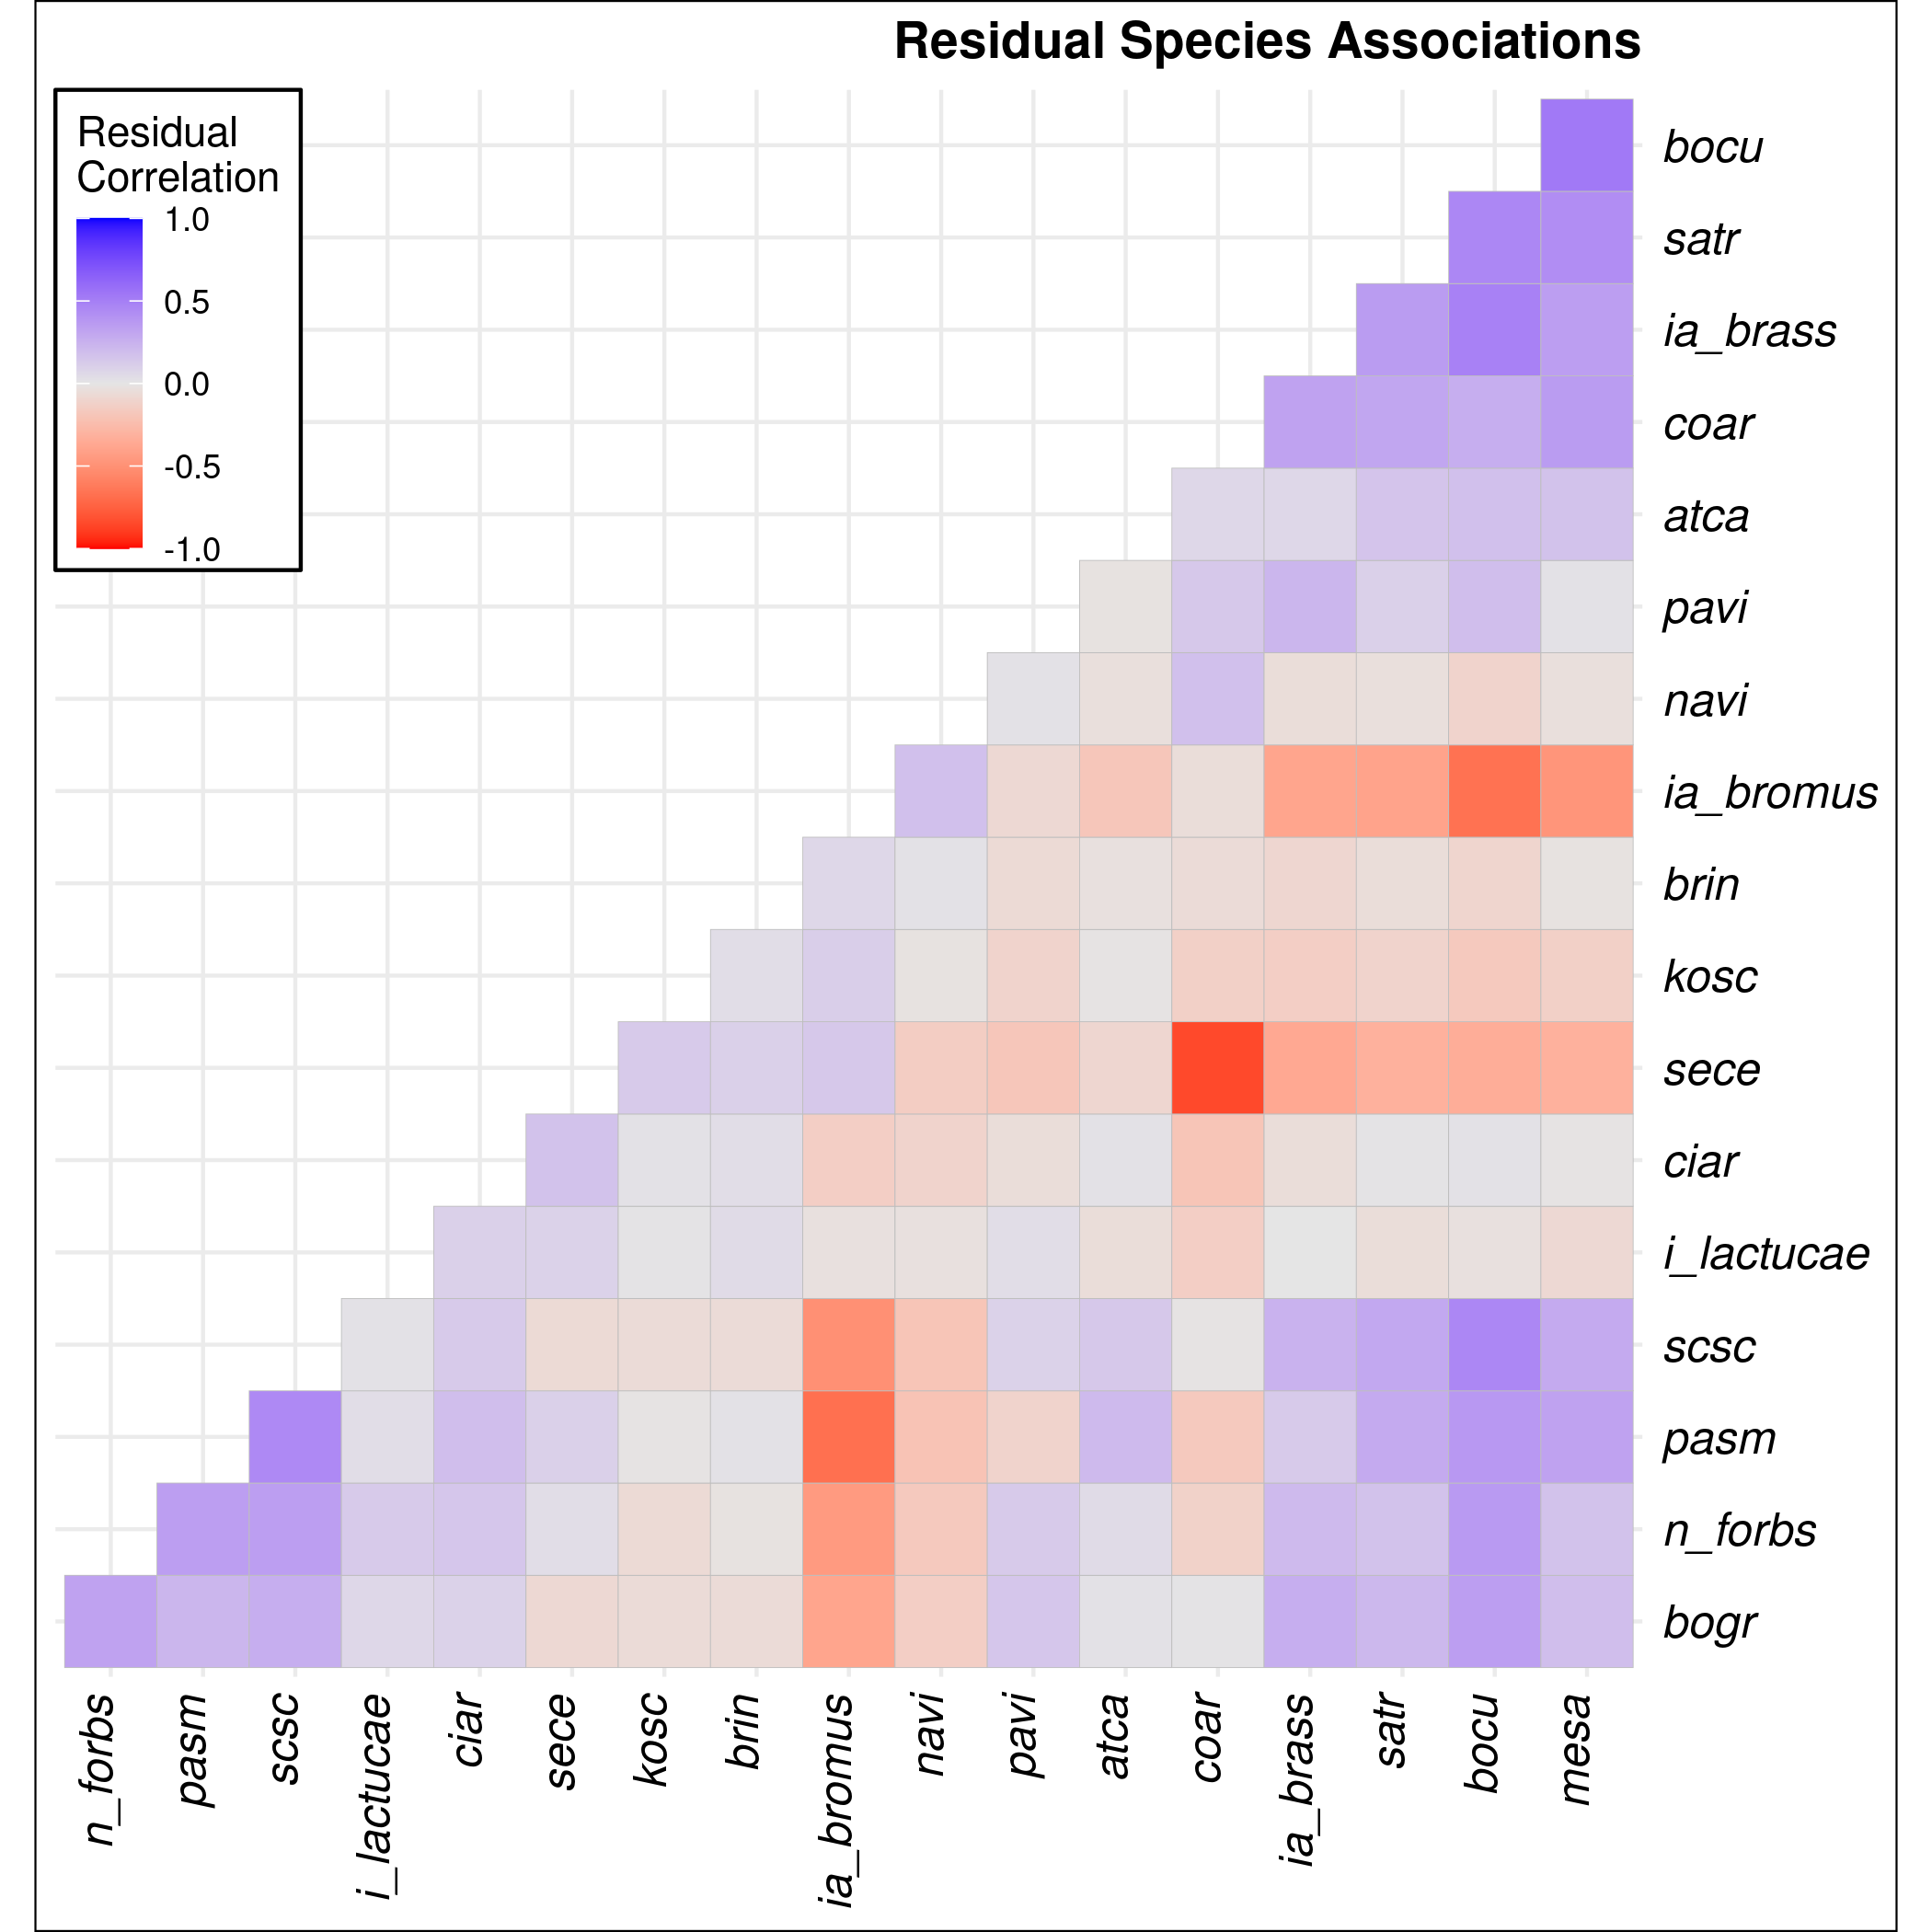 Residual Species Associations
Residual
Correlation
1.0
0.5
0.0
-0.5
-1.0
bocu
satr
ia_brass
coar
atca
pavi
navi
ia_bromus
brin
kosc
sece
ciar
i_lactucae
scsc
pasm
n_forbs
bogr
n_forbs
pasm
scsc
i_lactucae
ciar
sece
kosc
brin
ia_bromus
navi
pavi
atca
coar
ia_brass
satr
bocu
mesa